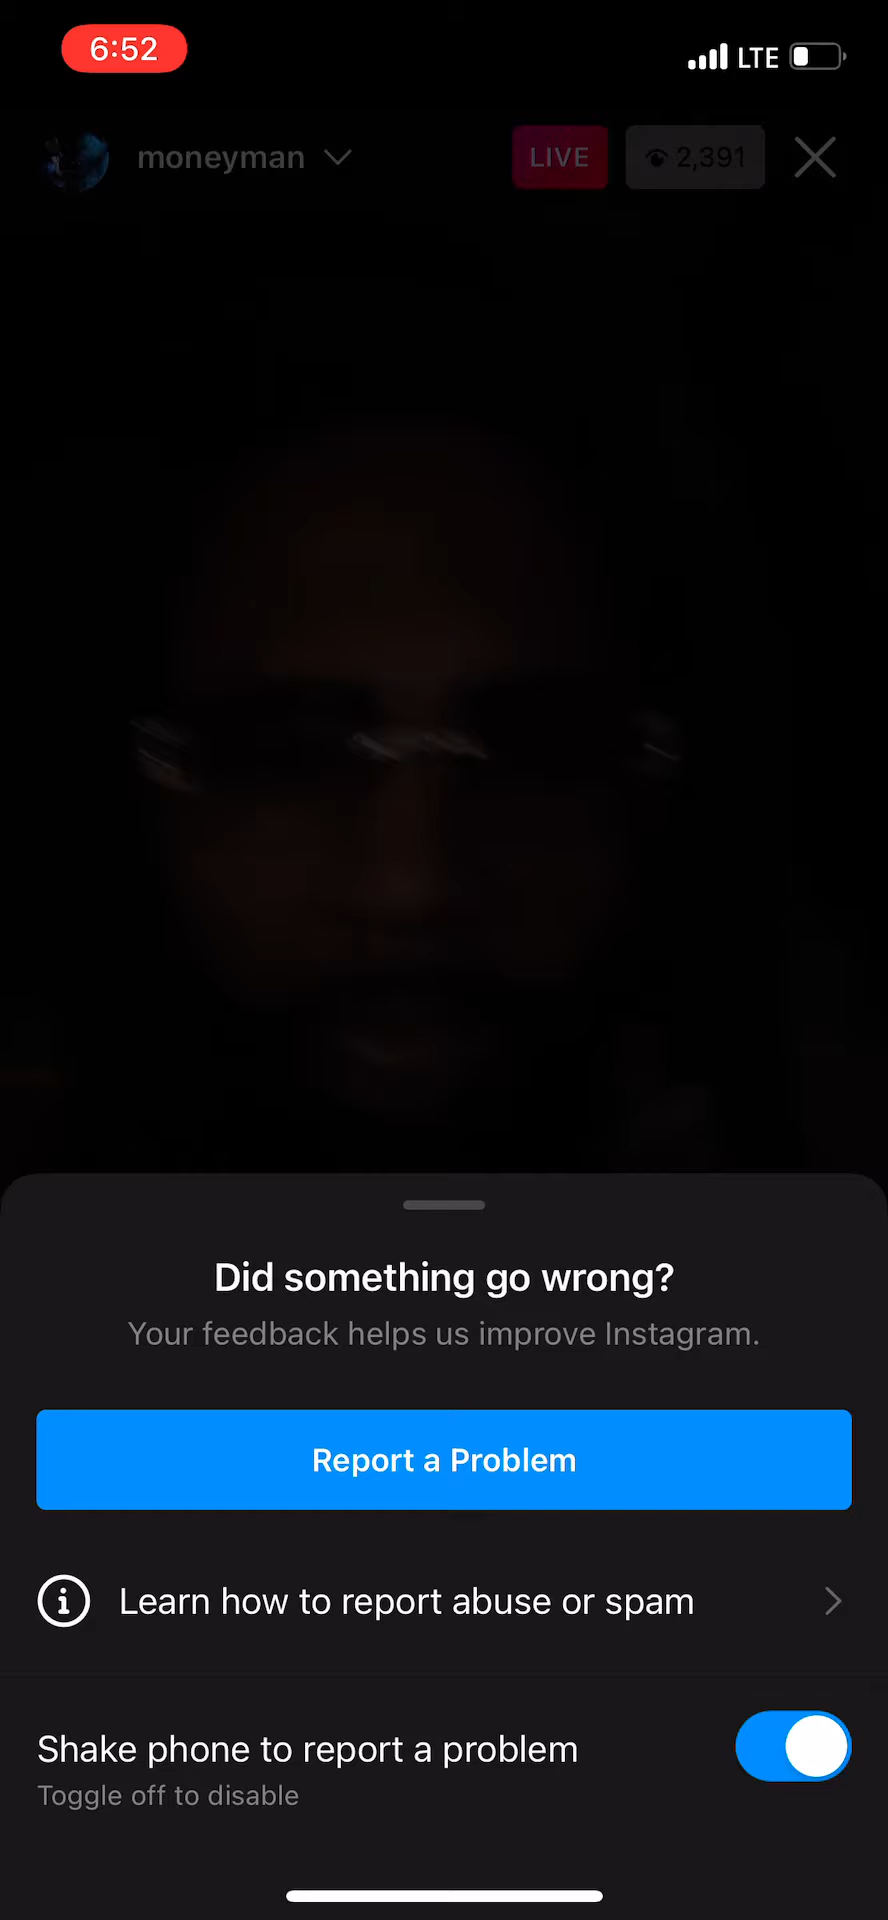 6:52
LTE
moneyman
LIVE
2,391
Did something go wrong?
Your feedback helps us improve Instagram.
Report a Problem
Learn how to report abuse or spam
Shake phone to report a problem
Toggle off to disable